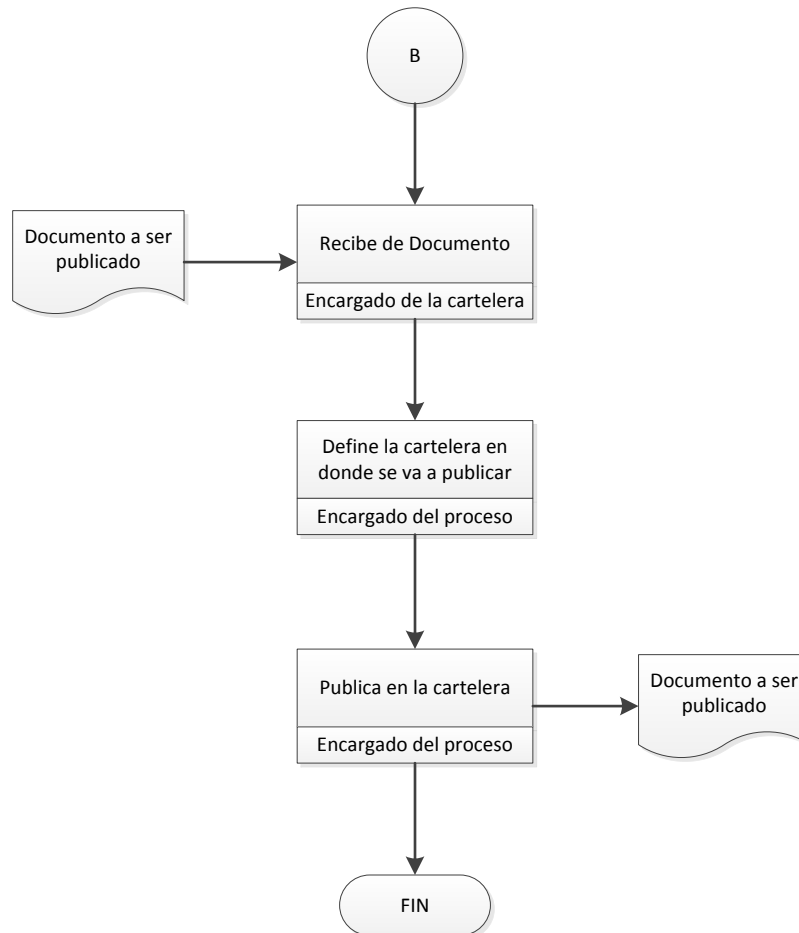 B
Documento a ser
publicado
Recibe de Documento
Encargado de la cartelera
Define la cartelera en
donde se va a publicar
Encargado del proceso
Publica en la cartelera
Encargado del proceso
Documento a ser
publicado
FIN